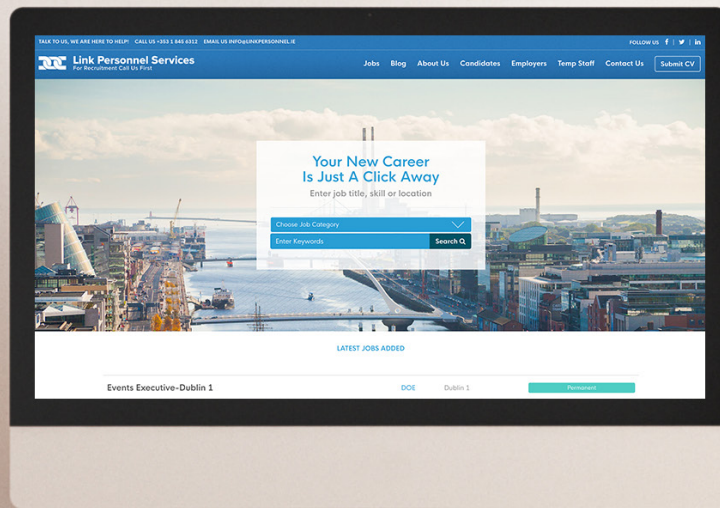 TALK TO US, WE ARE HERE TO HELP! CALL US +353 1 845 6312 EMAIL US INFO@LINKPERSONNEL.IE
FOLLOW US
Link Personnel Services
For Recruitment Call Us First
Jobs Blog About Us Candidates Employers Temp Staff Contact Us Submit CV
Your New Career
Is Just A Click Away
Enter job title, skill or location
Choose Job Category
Enter Keywords Search
LATEST JOBS ADDED
Events Executive-Dublin 1 DOE Dublin 1 Permanent